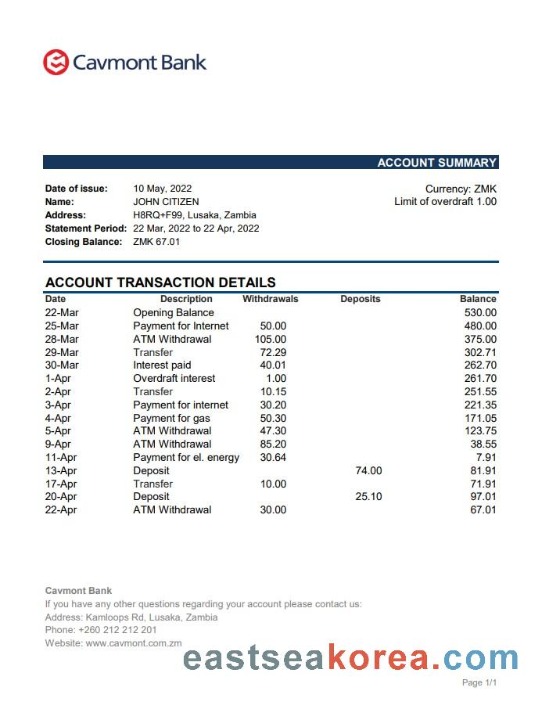 Cavmont Bank
ACCOUNT SUMMARY
Date of issue: 10 May, 2022
Currency: ZMK
Name: JOHN CITIZEN
Limit of overdraft 1.00
Address: H8RQ+F99, Lusaka, Zambia
Statement Period: 22 Mar, 2022 to 22 Apr, 2022
Closing Balance: ZMK 67.01
ACCOUNT TRANSACTION DETAILS
Date Description Withdrawals Deposits Balance
22-Mar Opening Balance 530.00
25-Mar Payment for Internet 50.00 480.00
28-Mar ATM Withdrawal 105.00 375.00
29-Mar Transfer 72.29 302.71
30-Mar Interest paid 40.01 262.70
1-Apr Overdraft interest 1.00 261.70
2-Apr Transfer 10.15 251.55
3-Apr Payment for internet 30.20 221.35
4-Apr Payment for gas 50.30 171.05
5-Apr ATM Withdrawal 47.30 123.75
9-Apr ATM Withdrawal 85.20 38.55
11-Apr Payment for el. energy 30.64 7.91
13-Apr Deposit 74.00 81.91
17-Apr Transfer 10.00 71.91
20-Apr Deposit 25.10 97.01
22-Apr ATM Withdrawal 30.00 67.01
Cavmont Bank
If you have any other questions regarding your account please contact us:
Address: Kamloops Rd, Lusaka, Zambia
Phone: +260 212 212 201
Website: www.cavmont.com.zm
eastseakorea.com
Page 1/1